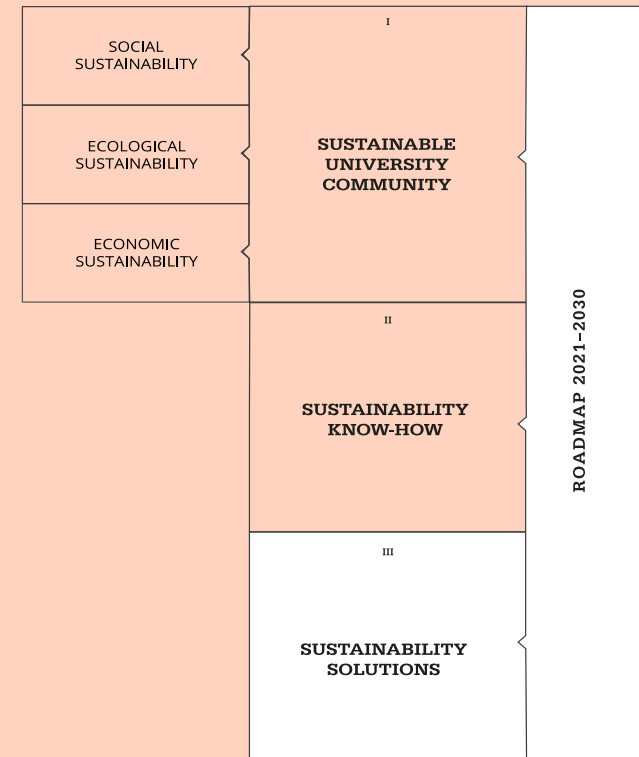 SOCIAL
SUSTAINABILITY
ECOLOGICAL
SUSTAINABILITY
ECONOMIC
SUSTAINABILITY
I
SUSTAINABLE
UNIVERSITY
COMMUNITY
II
SUSTAINABILITY
KNOW-HOW
III
SUSTAINABILITY
SOLUTIONS
ROADMAP 2021–2030